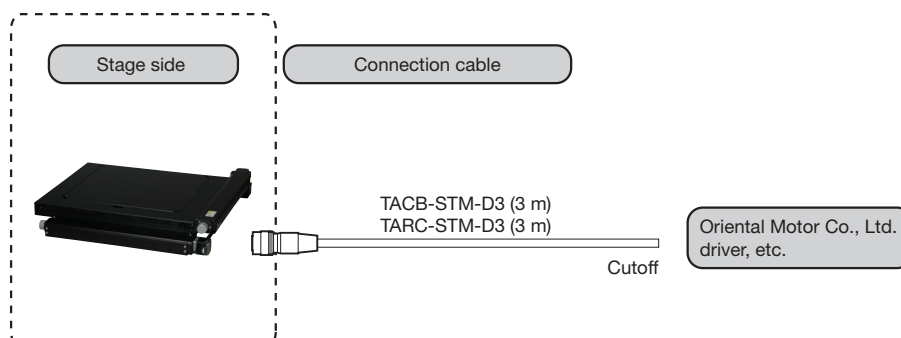 Stage side
Connection cable
TACB-STM-D3 (3 m)
TARC-STM-D3 (3 m)
Cutoff
Oriental Motor Co., Ltd.
driver, etc.